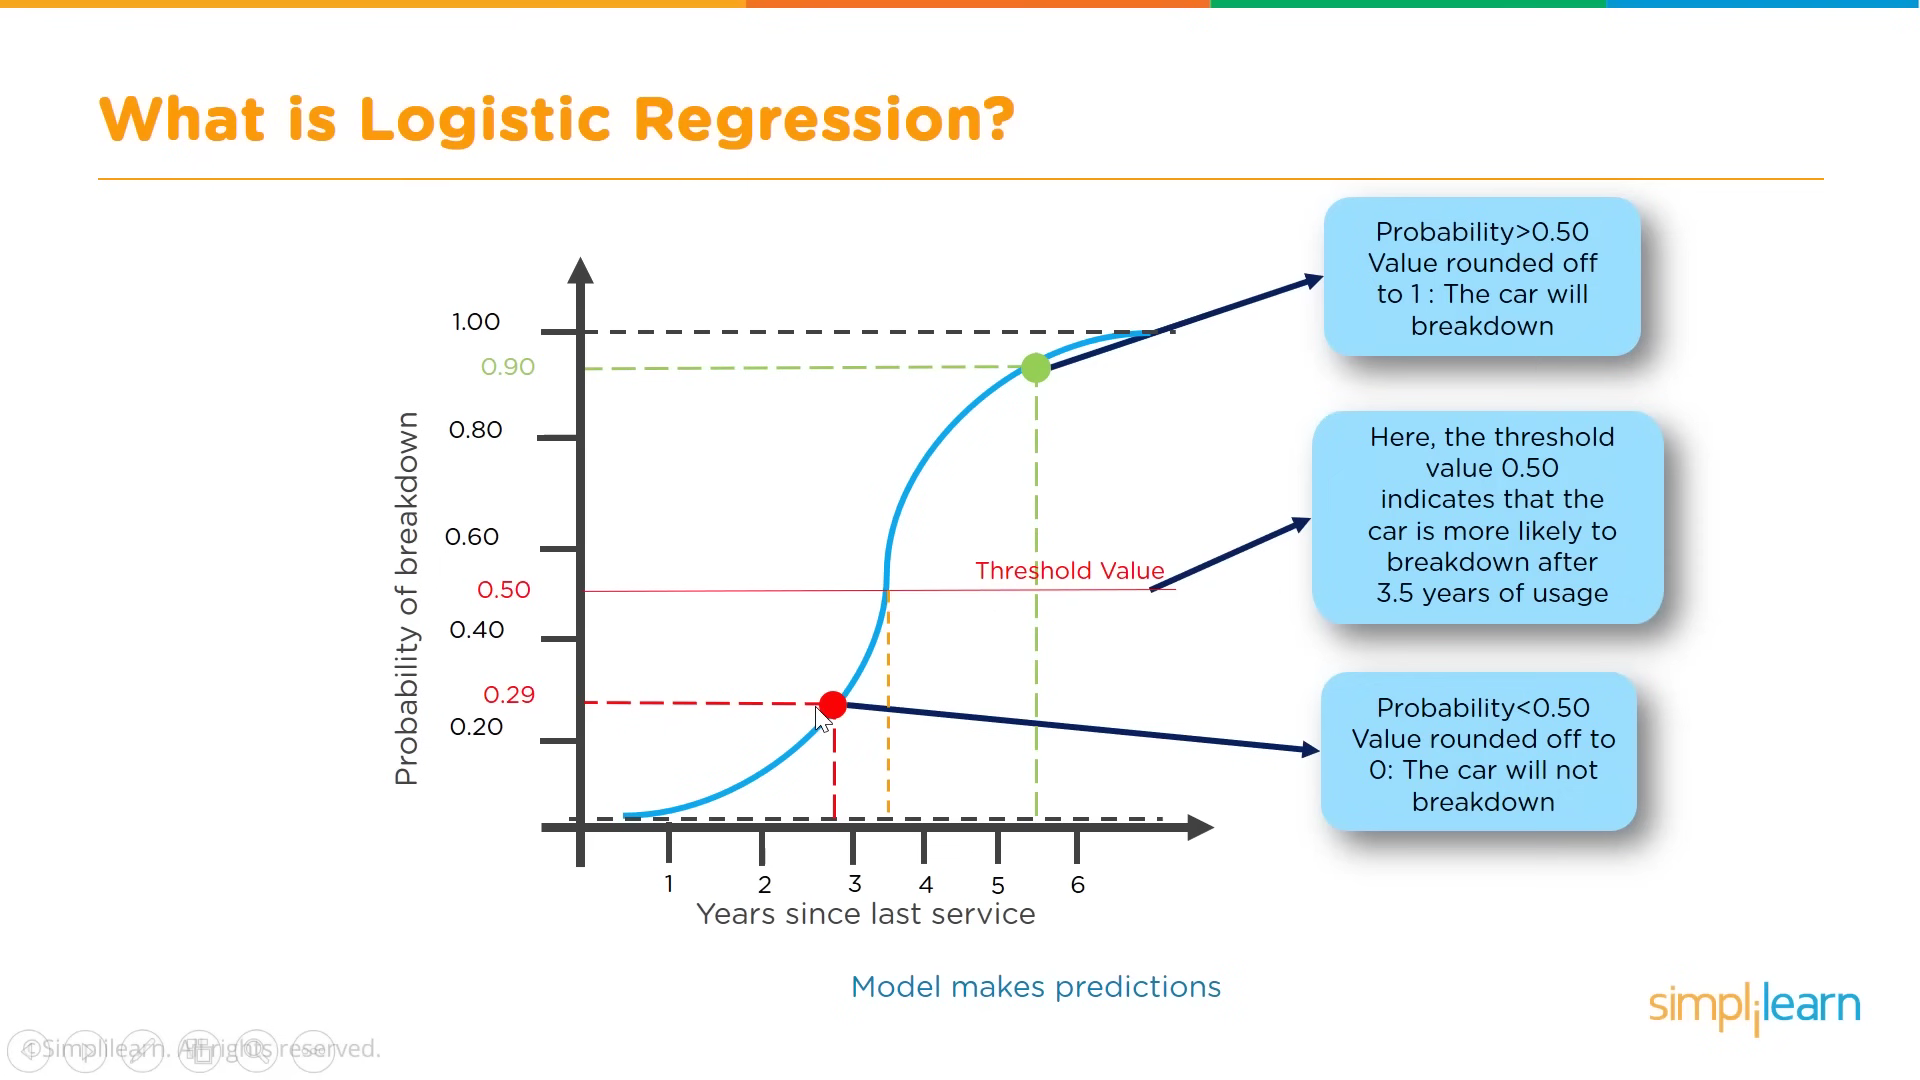 What is Logistic Regression?
Probability>0.50
Value rounded off
to 1 : The car will
breakdown
1.00
0.90
0.80
0.60
0.50
0.40
0.29
0.20
Probability of breakdown
Threshold Value
Here, the threshold
value 0.50
indicates that the
car is more likely to
breakdown after
3.5 years of usage
Probability<0.50
Value rounded off to
0: The car will not
breakdown
1 2 3 4 5 6
Years since last service
Model makes predictions
simplilearn
©Simplilearn. All rights reserved.